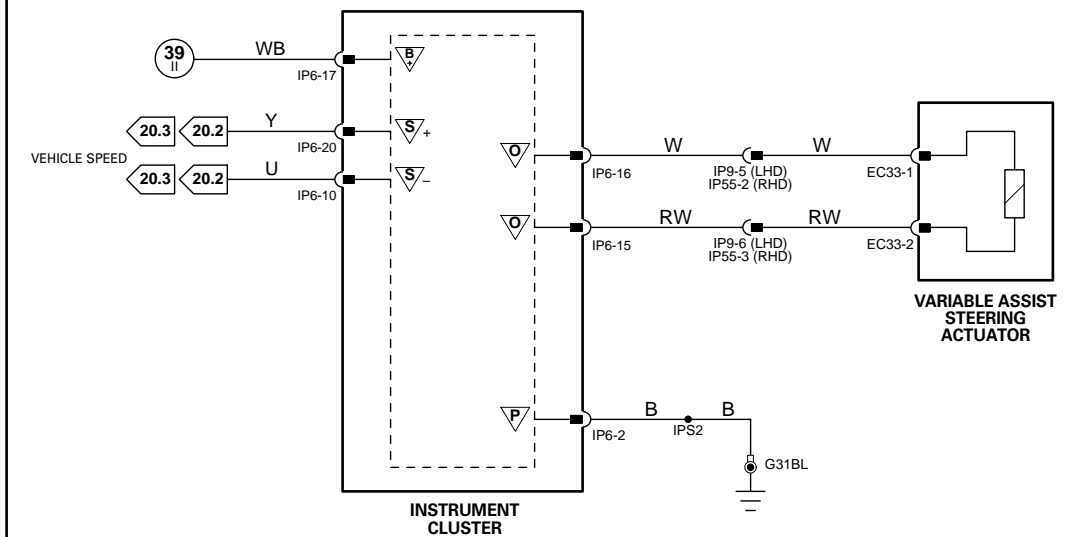 39
II
WB
IP6-17
B
+
20.3
20.2
Y
IP6-20
S
+
VEHICLE SPEED
20.3
20.2
U
IP6-10
S
–
O
IP6-16
W
IP9-5 (LHD)
IP55-2 (RHD)
W
EC33-1
O
IP6-15
RW
IP9-6 (LHD)
IP55-3 (RHD)
RW
EC33-2
VARIABLE ASSIST
STEERING
ACTUATOR
P
IP6-2
B
IPS2
B
G31BL
INSTRUMENT
CLUSTER